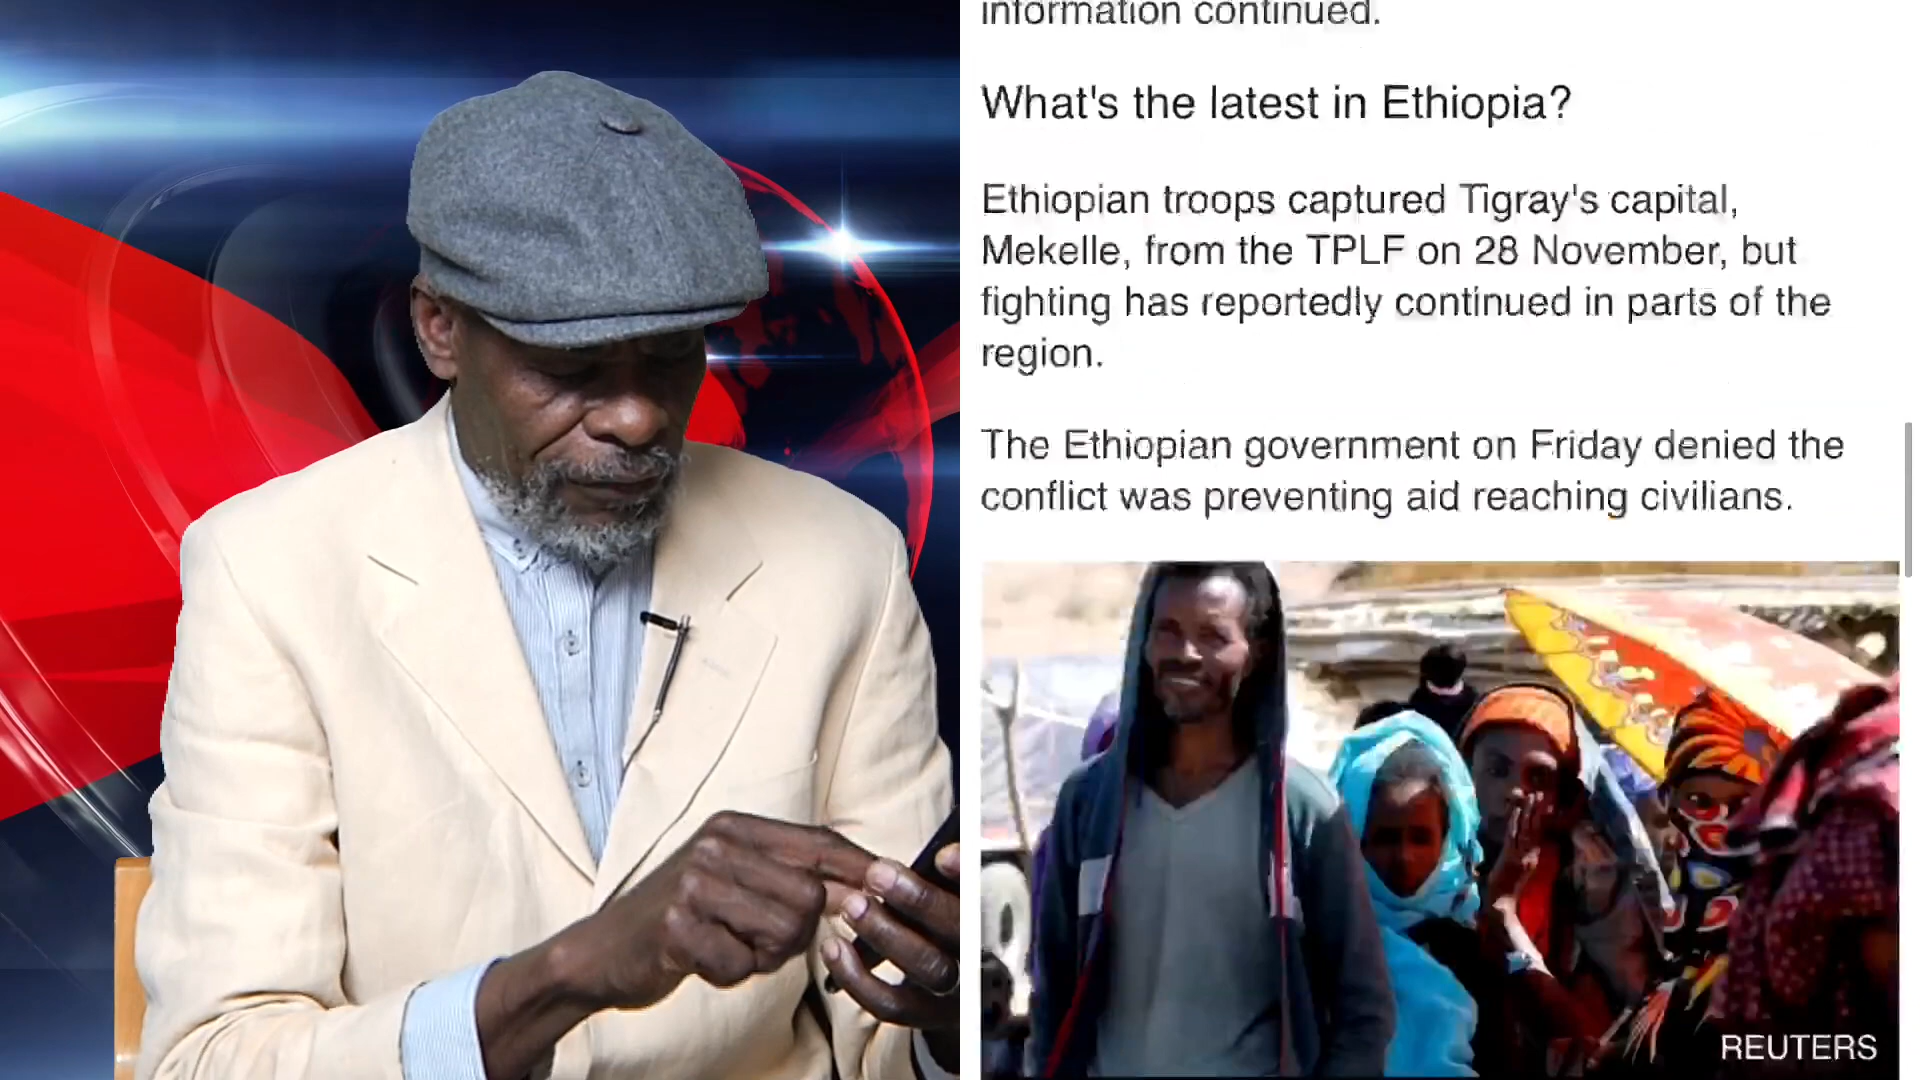 information continued.
What's the latest in Ethiopia?
Ethiopian troops captured Tigray's capital,
Mekelle, from the TPLF on 28 November, but
fighting has reportedly continued in parts of the
region.
The Ethiopian government on Friday denied the
conflict was preventing aid reaching civilians.
REUTERS